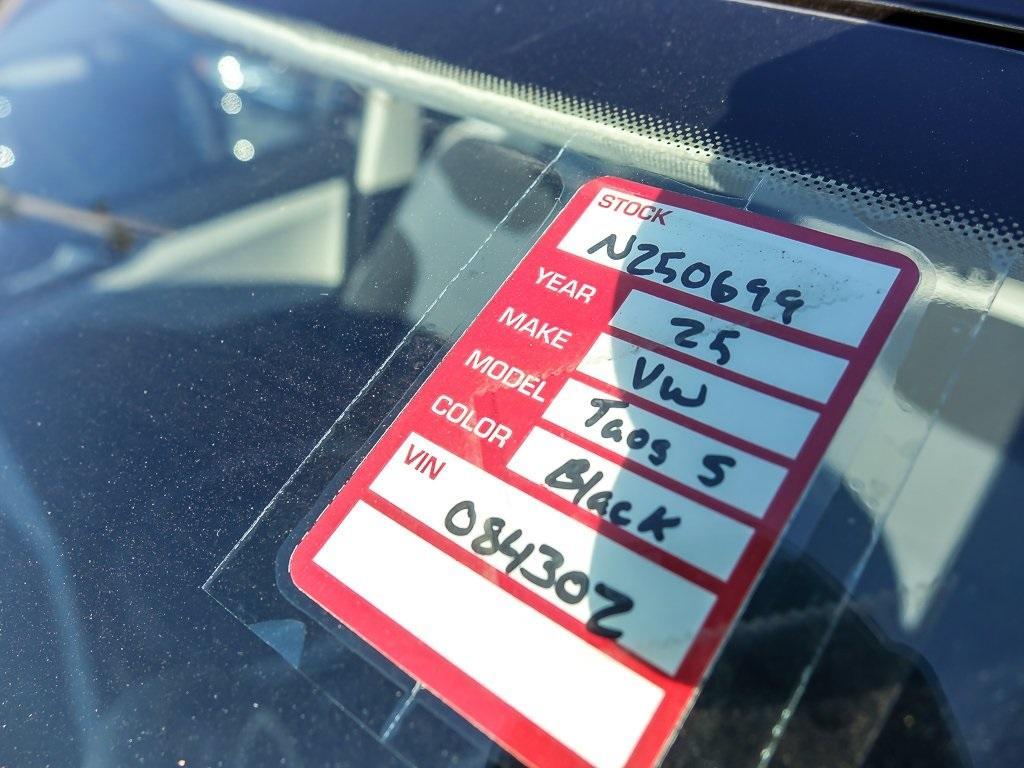 STOCK
N250699
YEAR 25
MAKE VW
MODEL Taos S
COLOR Black
VIN
084302